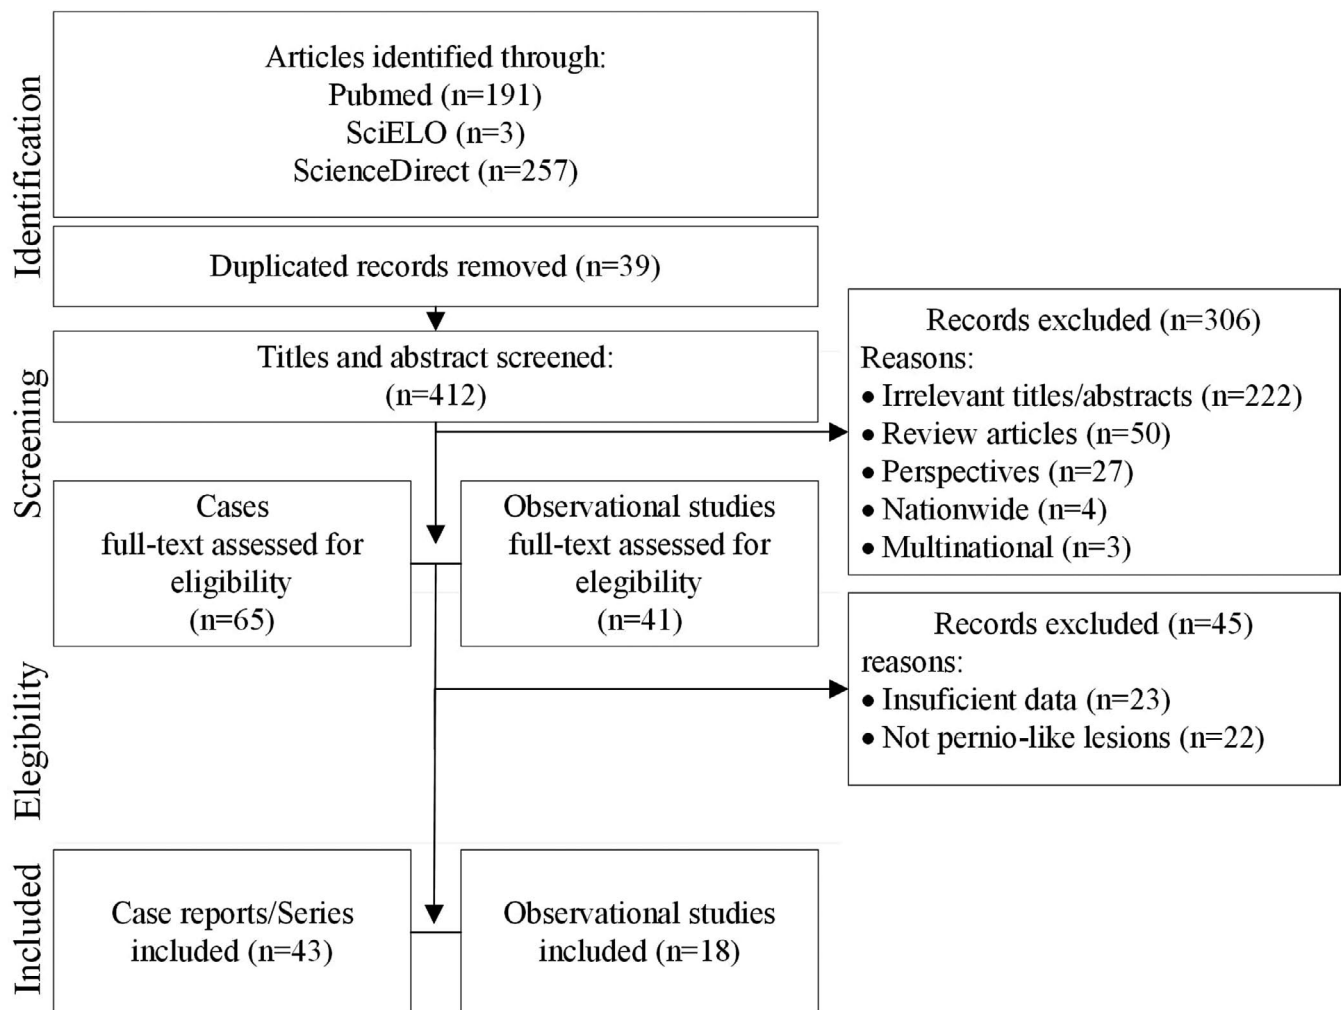 Identification
Articles identified through:
Pubmed (n=191)
SciELO (n=3)
ScienceDirect (n=257)
Duplicated records removed (n=39)
Screening
Titles and abstract screened:
(n=412)
Records excluded (n=306)
Reasons:
• Irrelevant titles/abstracts (n=222)
• Review articles (n=50)
• Perspectives (n=27)
• Nationwide (n=4)
• Multinational (n=3)
Cases
full-text assessed for
eligibility
(n=65)
Observational studies
full-text assessed for
elegibility
(n=41)
Elegibility
Records excluded (n=45)
reasons:
• Insuficient data (n=23)
• Not pernio-like lesions (n=22)
Included
Case reports/Series
included (n=43)
Observational studies
included (n=18)